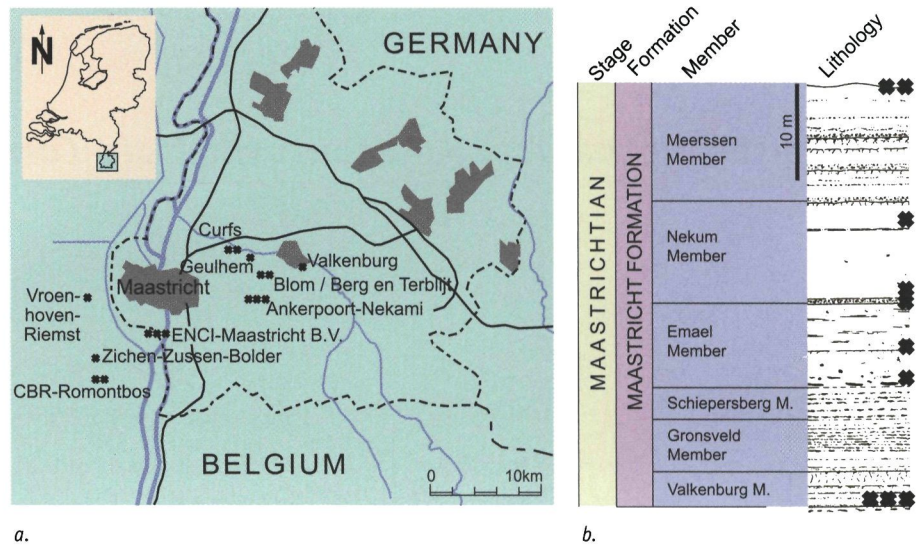 N
GERMANY
Curfs
Geulhem
Valkenburg
Maastricht
Blom / Berg en Terblijt
Vroen-
hoven-
Riemst
Ankerpoort-Nekami
ENCI-Maastricht B.V.
Zichen-Zussen-Bolder
CBR-Romontbos
BELGIUM
0 10km
a.
Stage
Formation
Member
Lithology
MAASTRICHTIAN
MAASTRICHT FORMATION
Meerssen
Member
10 m
Nekum
Member
Emael
Member
Schiepersberg M.
Gronsveld
Member
Valkenburg M.
b.